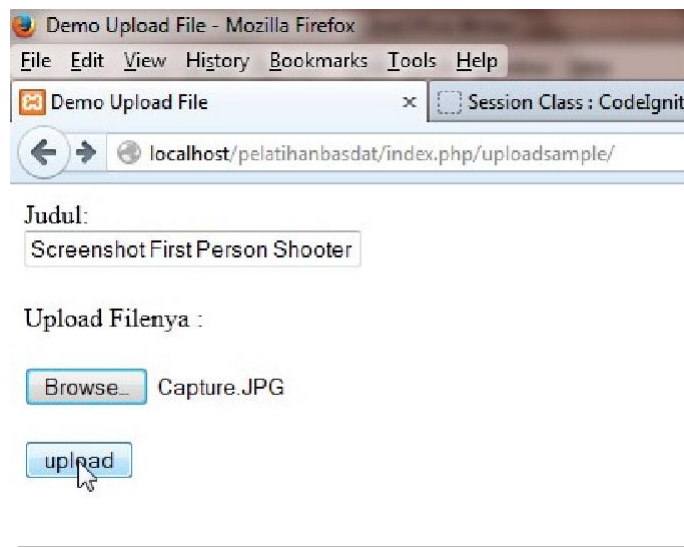 Demo Upload File - Mozilla Firefox
File Edit View History Bookmarks Tools Help
Demo Upload File × Session Class : CodeIgnit
localhost/pelatihanbasdat/index.php/uploadsample/
Judul:
Screenshot First Person Shooter
Upload Filenya :
Browse_ Capture.JPG
upload